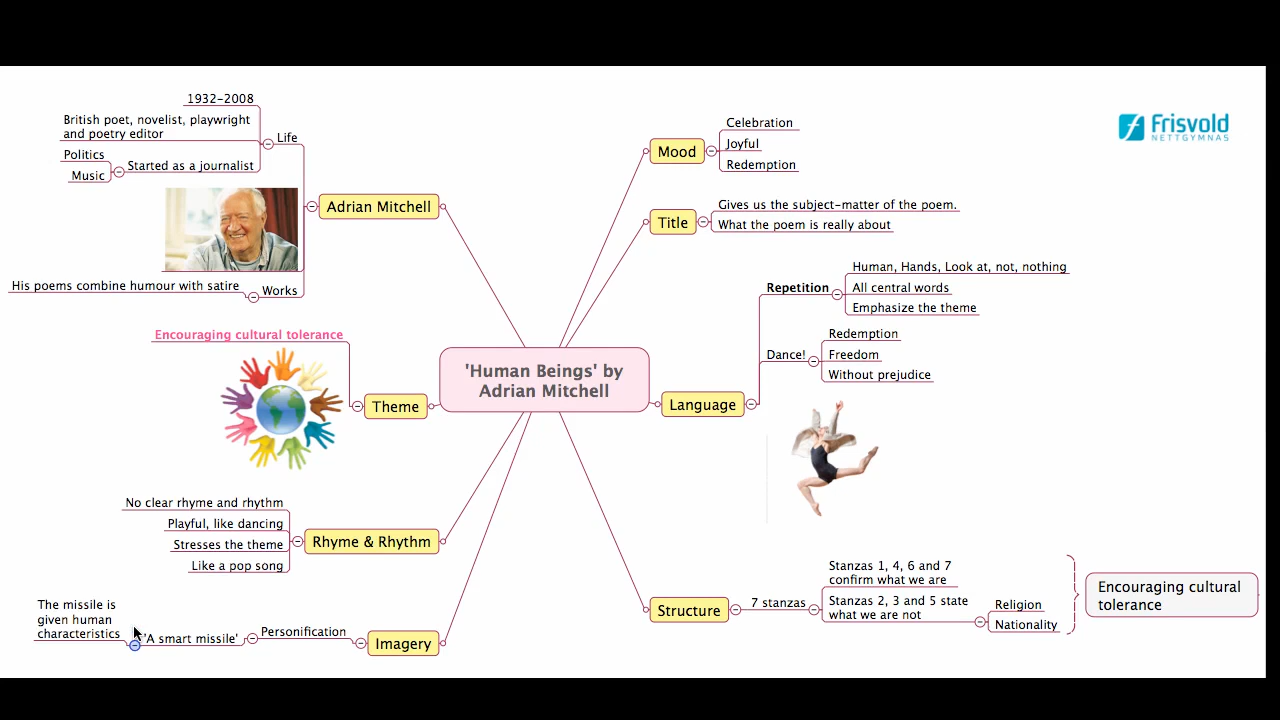 1932-2008
British poet, novelist, playwright
and poetry editor
Life
Politics
Started as a journalist
Music
Adrian Mitchell
His poems combine humour with satire
Works
Encouraging cultural tolerance
Theme
No clear rhyme and rhythm
Playful, like dancing
Stresses the theme
Like a pop song
Rhyme & Rhythm
The missile is
given human
characteristics
'A smart missile'
Personification
Imagery
'Human Beings' by
Adrian Mitchell
Mood
Celebration
Joyful
Redemption
Title
Gives us the subject-matter of the poem.
What the poem is really about
Language
Repetition
Human, Hands, Look at, not, nothing
All central words
Emphasize the theme
Dance!
Redemption
Freedom
Without prejudice
Structure
7 stanzas
Stanzas 1, 4, 6 and 7
confirm what we are
Stanzas 2, 3 and 5 state
what we are not
Religion
Nationality
Encouraging cultural
tolerance
Frisvold
NETTGYMNAS